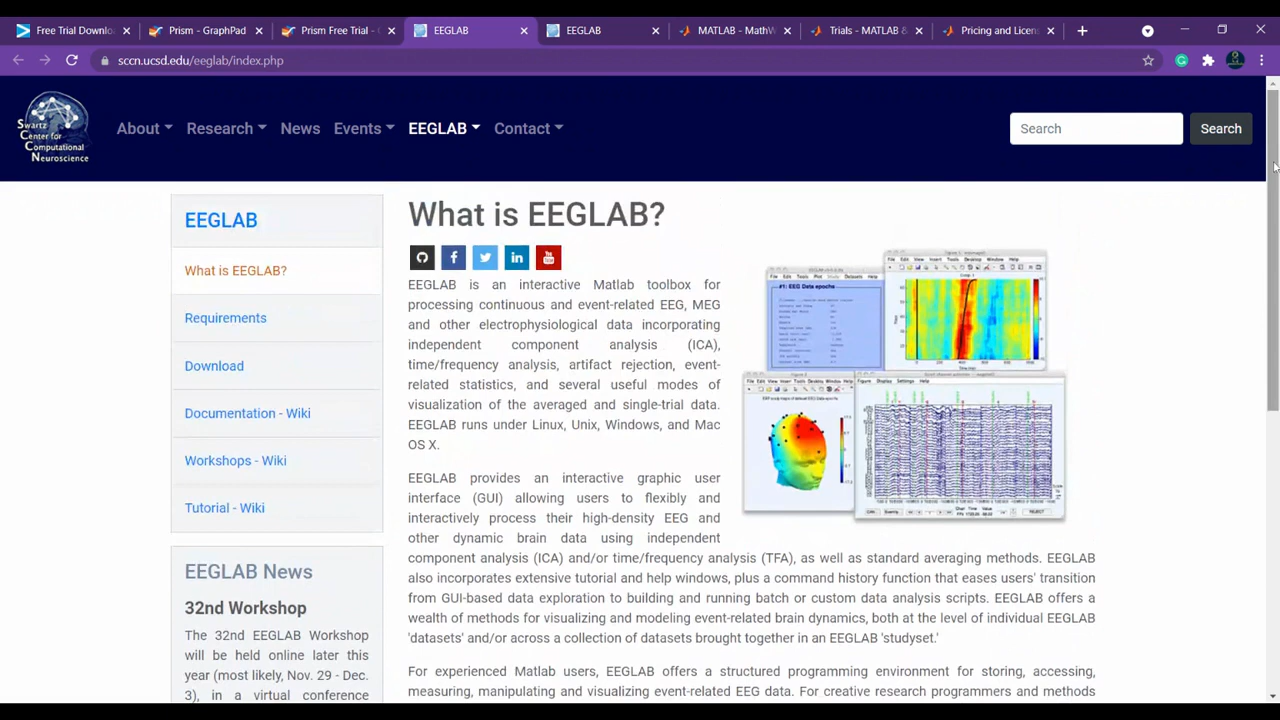 Free Trial Downlo
Prism - GraphPad
Prism Free Trial -
EEGLAB
EEGLAB
MATLAB - MathW
Trials - MATLAB &
Pricing and Licens
sccn.ucsd.edu/eeglab/index.php
Swartz
Center for
Computational
Neuroscience
About
Research
News
Events
EEGLAB
Contact
Search
Search
EEGLAB
What is EEGLAB?
Requirements
Download
Documentation - Wiki
Workshops - Wiki
Tutorial - Wiki
EEGLAB News
32nd Workshop
The 32nd EEGLAB Workshop
will be held online later this
year (most likely, Nov. 29 - Dec.
3), in a virtual conference
What is EEGLAB?
EEGLAB is an interactive Matlab toolbox for
processing continuous and event-related EEG, MEG
and other electrophysiological data incorporating
independent component analysis (ICA),
time/frequency analysis, artifact rejection, event-
related statistics, and several useful modes of
visualization of the averaged and single-trial data.
EEGLAB runs under Linux, Unix, Windows, and Mac
OS X.
#1: EEG Data epochs
EEGLAB provides an interactive graphic user
interface (GUI) allowing users to flexibly and
interactively process their high-density EEG and
other dynamic brain data using independent
component analysis (ICA) and/or time/frequency analysis (TFA), as well as standard averaging methods. EEGLAB
also incorporates extensive tutorial and help windows, plus a command history function that eases users' transition
from GUI-based data exploration to building and running batch or custom data analysis scripts. EEGLAB offers a
wealth of methods for visualizing and modeling event-related brain dynamics, both at the level of individual EEGLAB
'datasets' and/or across a collection of datasets brought together in an EEGLAB 'studyset.'
For experienced Matlab users, EEGLAB offers a structured programming environment for storing, accessing,
measuring, manipulating and visualizing event-related EEG data. For creative research programmers and methods